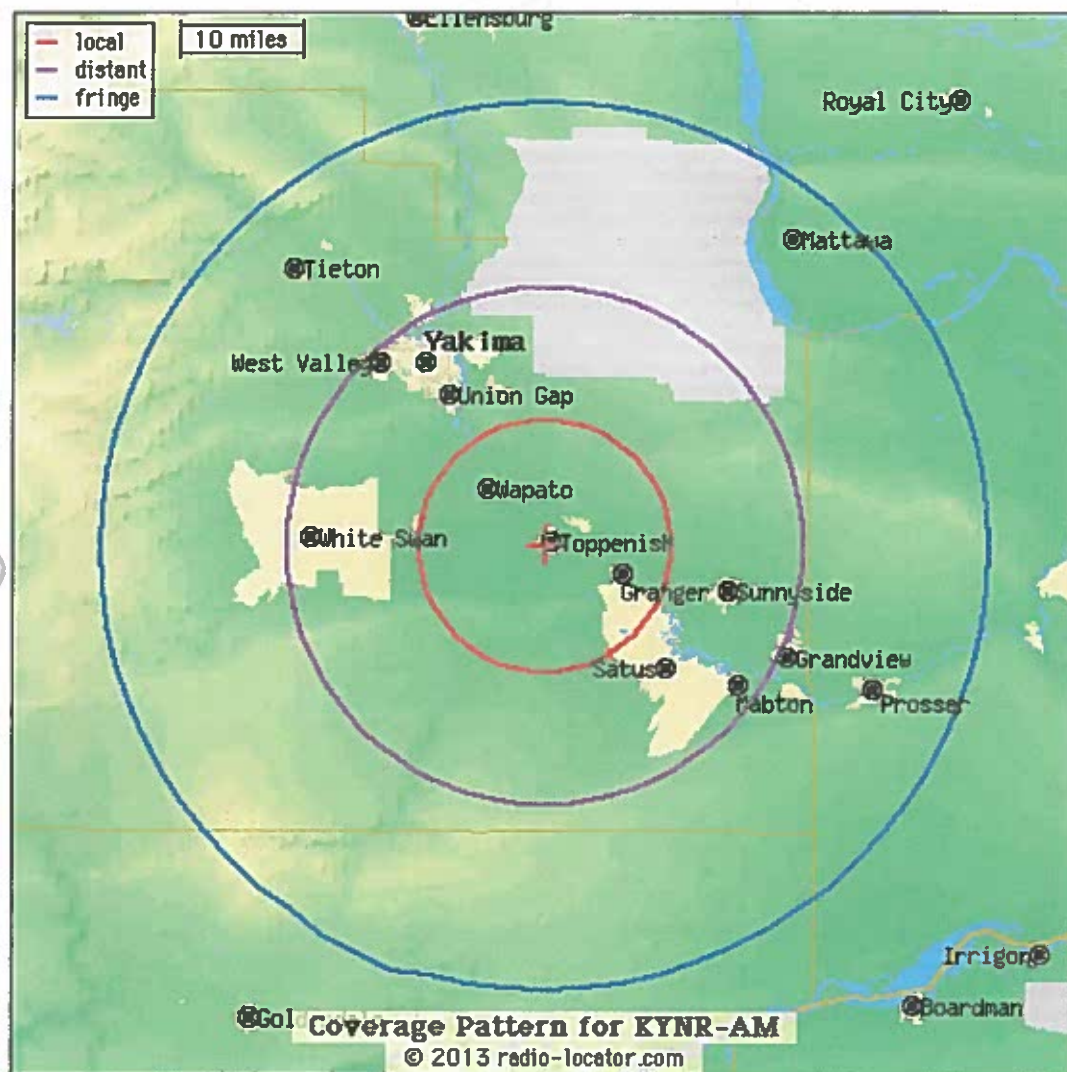 local
distant
fringe
10 miles
Ellensburg
Royal City
Mattawa
Tieton
Yakima
West Valley
Union Gap
Wapato
White Swan
Toppenish
Granger
Sunnyside
Satus
Grandview
Mabton
Prosser
Irrigon
Boardman
Gol
Coverage Pattern for KYNR-AM
© 2013 radio-locator.com